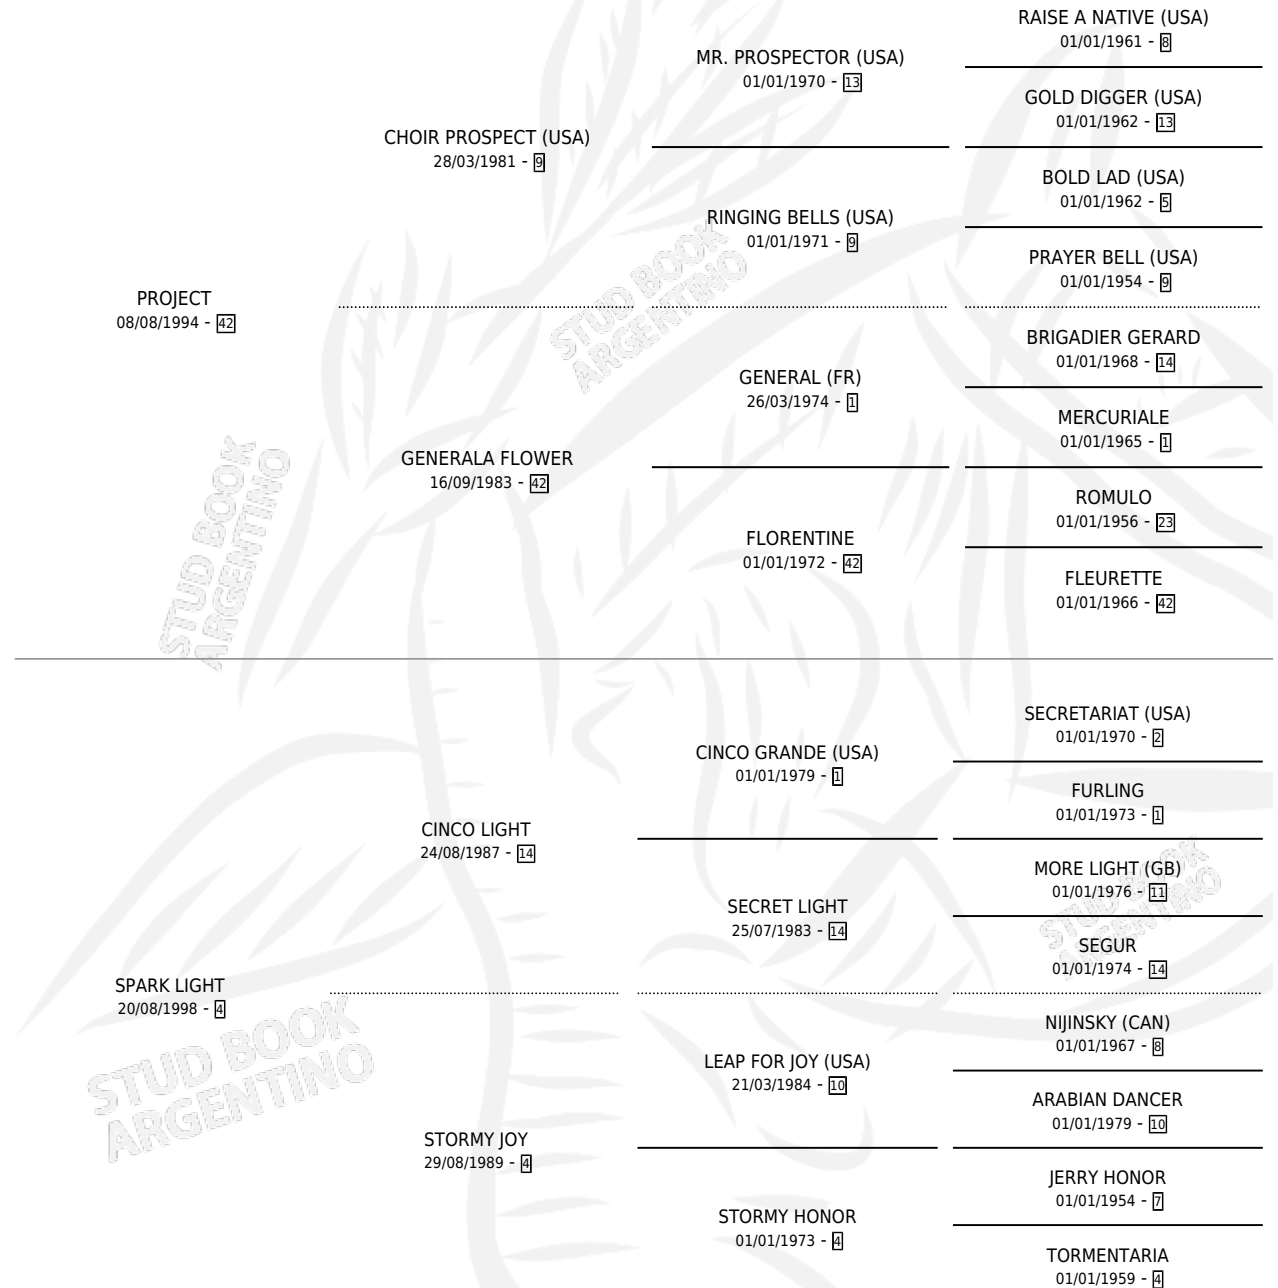 RAISE A NATIVE (USA)
01/01/1961 - 8
MR. PROSPECTOR (USA)
01/01/1970 - 13
GOLD DIGGER (USA)
01/01/1962 - 13
CHOIR PROSPECT (USA)
28/03/1981 - 9
BOLD LAD (USA)
01/01/1962 - 5
RINGING BELLS (USA)
01/01/1971 - 9
PRAYER BELL (USA)
01/01/1954 - 9
PROJECT
08/08/1994 - 42
STUD BOOK
ARGENTINO
BRIGADIER GERARD
01/01/1968 - 14
GENERAL (FR)
26/03/1974 - 1
MERCURIALE
01/01/1965 - 1
GENERALA FLOWER
16/09/1983 - 42
ROMULO
01/01/1956 - 23
FLORENTINE
01/01/1972 - 42
FLEURETTE
01/01/1966 - 42
STUD BOOK
ARGENTINO
SECRETARIAT (USA)
01/01/1970 - 2
CINCO GRANDE (USA)
01/01/1979 - 1
FURLING
01/01/1973 - 1
CINCO LIGHT
24/08/1987 - 14
MORE LIGHT (GB)
01/01/1976 - 11
SECRET LIGHT
25/07/1983 - 14
STUD BOOK
ARGENTINO
SEGUR
01/01/1974 - 14
SPARK LIGHT
20/08/1998 - 4
NIJINSKY (CAN)
01/01/1967 - 8
LEAP FOR JOY (USA)
21/03/1984 - 10
STUD BOOK
ARGENTINO
ARABIAN DANCER
01/01/1979 - 10
STORMY JOY
29/08/1989 - 4
JERRY HONOR
01/01/1954 - 7
STORMY HONOR
01/01/1973 - 4
TORMENTARIA
01/01/1959 - 4